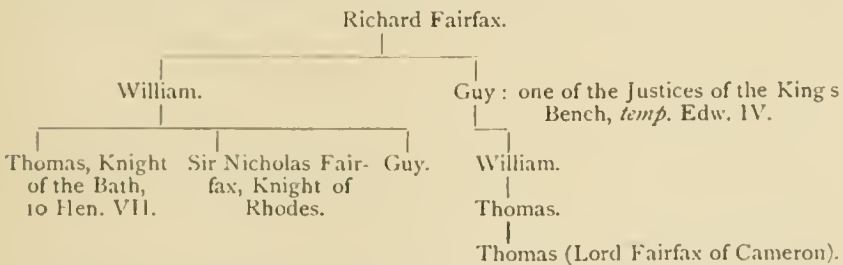 Richard Fairfax.
William.
Guy: one of the Justices of the King's
Bench, temp. Edw. IV.
Thomas, Knight
of the Bath,
10 Hen. VII.
Sir Nicholas Fair-
fax, Knight of
Rhodes.
Guy.
William.
Thomas.
Thomas (Lord Fairfax of Cameron).